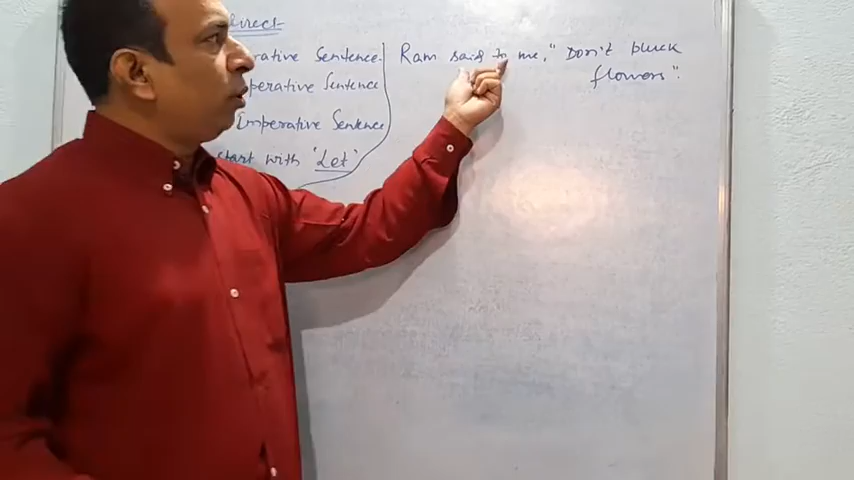 direct
rative Sentence.
perative Sentence.
Imperative Sentence
start with 'Let'
Ram said to me, " Don't pluck
flowers".